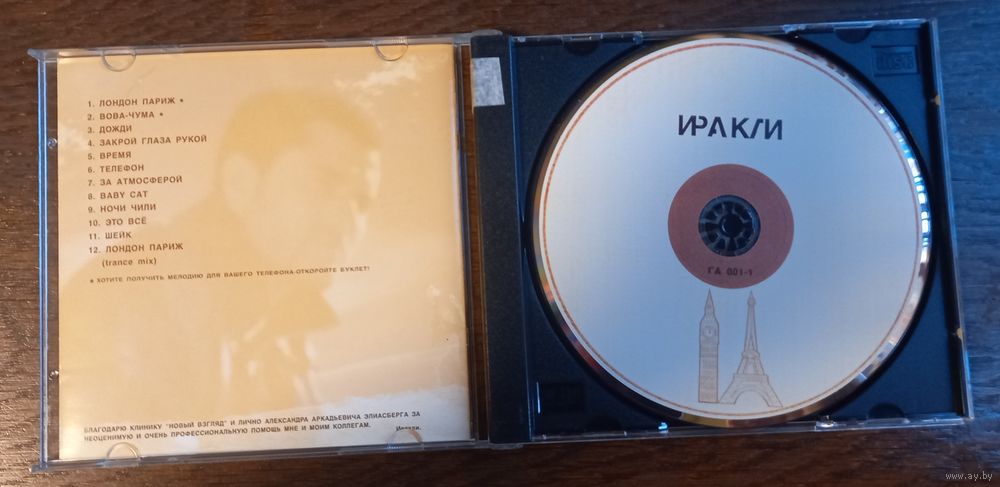 1. ЛОНДОН ПАРИЖ *
2. ВОВА-ЧУМА *
3. ДОЖДИ
4. ЗАКРОЙ ГЛАЗА РУКОЙ
5. ВРЕМЯ
6. ТЕЛЕФОН
7. ЗА АТМОСФЕРОЙ
8. BABY CAT
9. НОЧИ ЧИЛИ
10. ЭТО ВСЁ
11. ШЕЙК
12. ЛОНДОН ПАРИЖ
(trance mix)
* ХОТИТЕ ПОЛУЧИТЬ МЕЛОДИЮ ДЛЯ ВАШЕГО ТЕЛЕФОНА-ОТКРОЙТЕ БУКЛЕТ!
БЛАГОДАРЮ КЛИНИКУ "НОВЫЙ ВЗГЛЯД" И ЛИЧНО АЛЕКСАНДРА АРКАДЬЕВИЧА ЭЛИАСБЕРГА ЗА
НЕОЦЕНИМУЮ И ОЧЕНЬ ПРОФЕССИОНАЛЬНУЮ ПОМОЩЬ МНЕ И МОИМ КОЛЛЕГАМ. Иракли.
ИРАКЛИ
ГА 001-1
www.ay.by